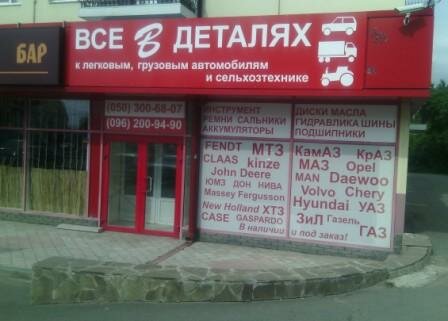 БАР
ВСЕ В ДЕТАЛЯХ
к легковым, грузовым автомобилям
и сельхозтехнике
(050) 300-68-07
(096) 200-94-90
ИНСТРУМЕНТ
РЕМНИ САЛЬНИКИ
АККУМУЛЯТОРЫ
ДИСКИ МАСЛА
ГИДРАВЛИКА ШИНЫ
ПОДШИПНИКИ
FENDT МТЗ
CLAAS kinze
John Deere
ЮМЗ ДОН НИВА
Massey Fergusson
New Holland ХТЗ
CASE GASPARDO
В наличии
КамАЗ КрАЗ
МАЗ Opel
MAN Daewoo
Volvo Chery
Hyundai УАЗ
ЗиЛ Газель
и под заказ! ГАЗ